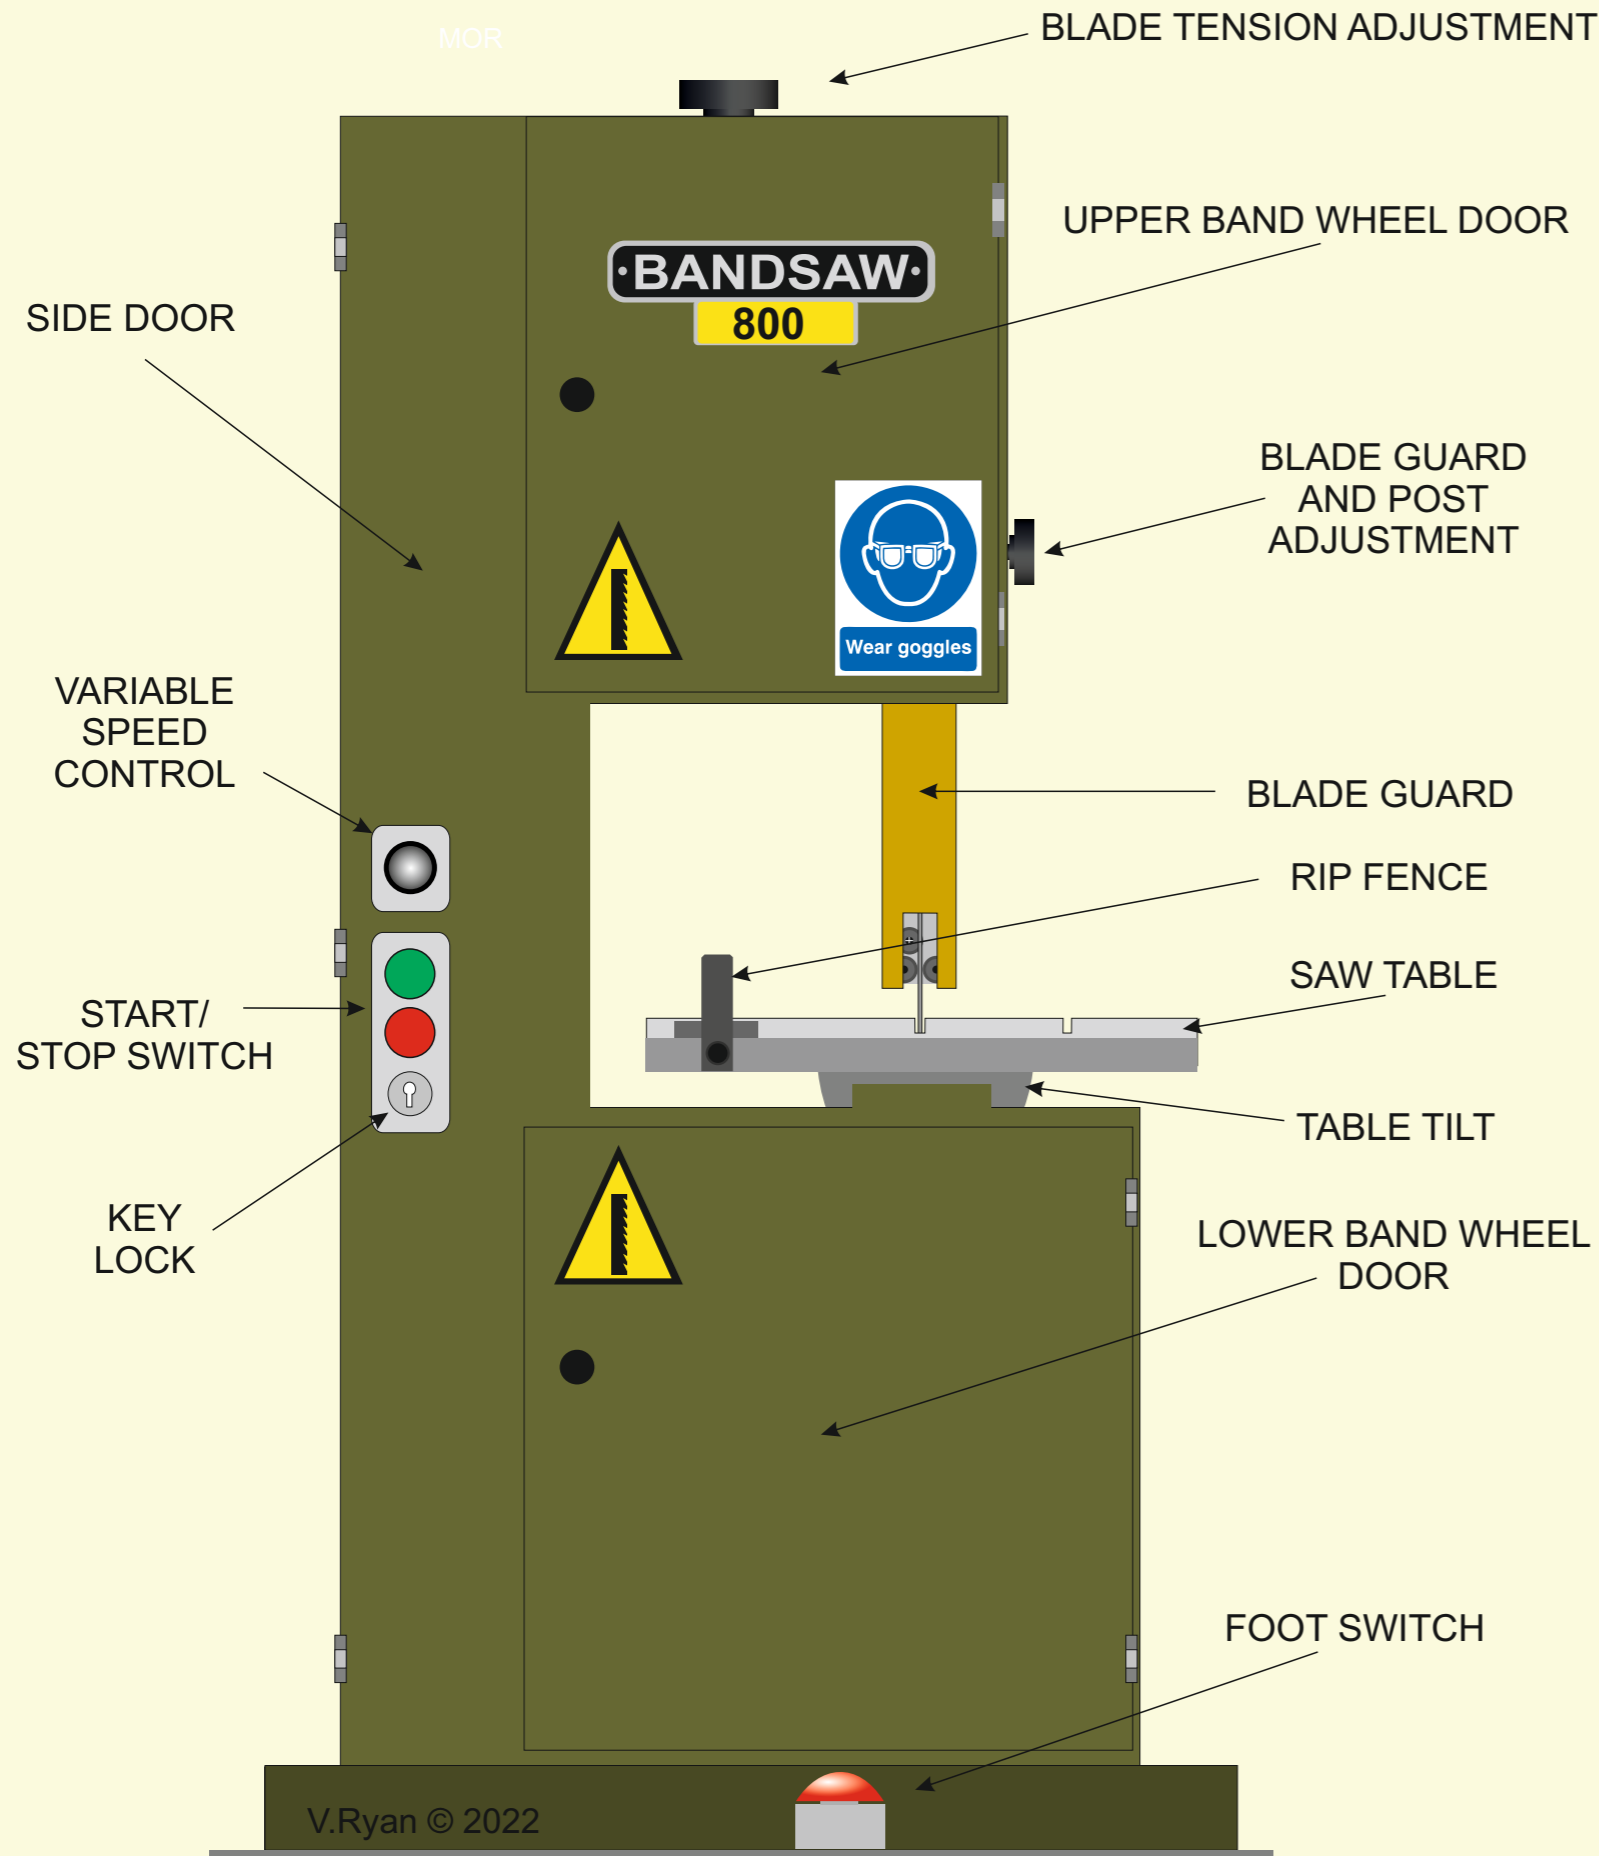 MOR
BLADE TENSION ADJUSTMENT
UPPER BAND WHEEL DOOR
BANDSAW
800
SIDE DOOR
BLADE GUARD
AND POST
ADJUSTMENT
Wear goggles
VARIABLE
SPEED
CONTROL
BLADE GUARD
RIP FENCE
SAW TABLE
START/
STOP SWITCH
TABLE TILT
KEY
LOCK
LOWER BAND WHEEL
DOOR
FOOT SWITCH
V.Ryan © 2022